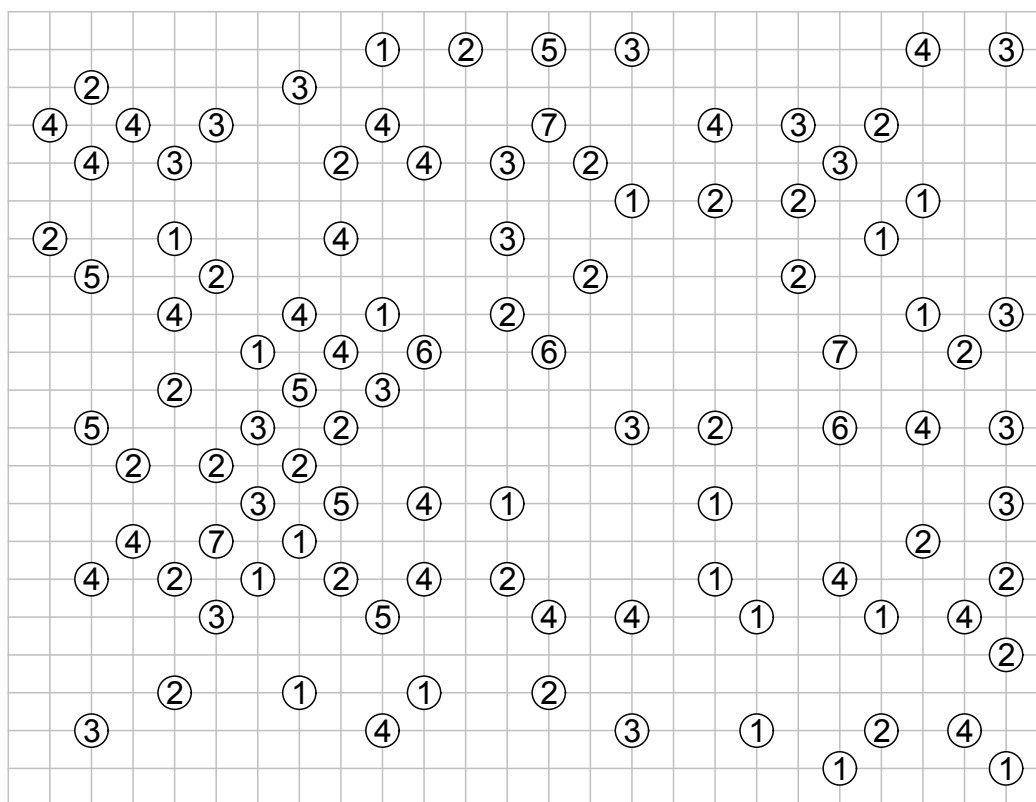 1 2 5 3 4 3
2 3
4 4 3 4 7 4 3 2
4 3 2 4 3 2 3
1 2 2 1
2 1 4 3 1
5 2 2 2
4 4 1 2 1 3
1 4 6 6 7 2
2 5 3
5 3 2 3 2 6 4 3
2 2 2
3 5 4 1 1 3
4 7 1 2
4 2 1 2 4 2 1 4 2
3 5 4 4 1 1 4
2
2 1 1 2
3 4 3 1 2 4
1 1